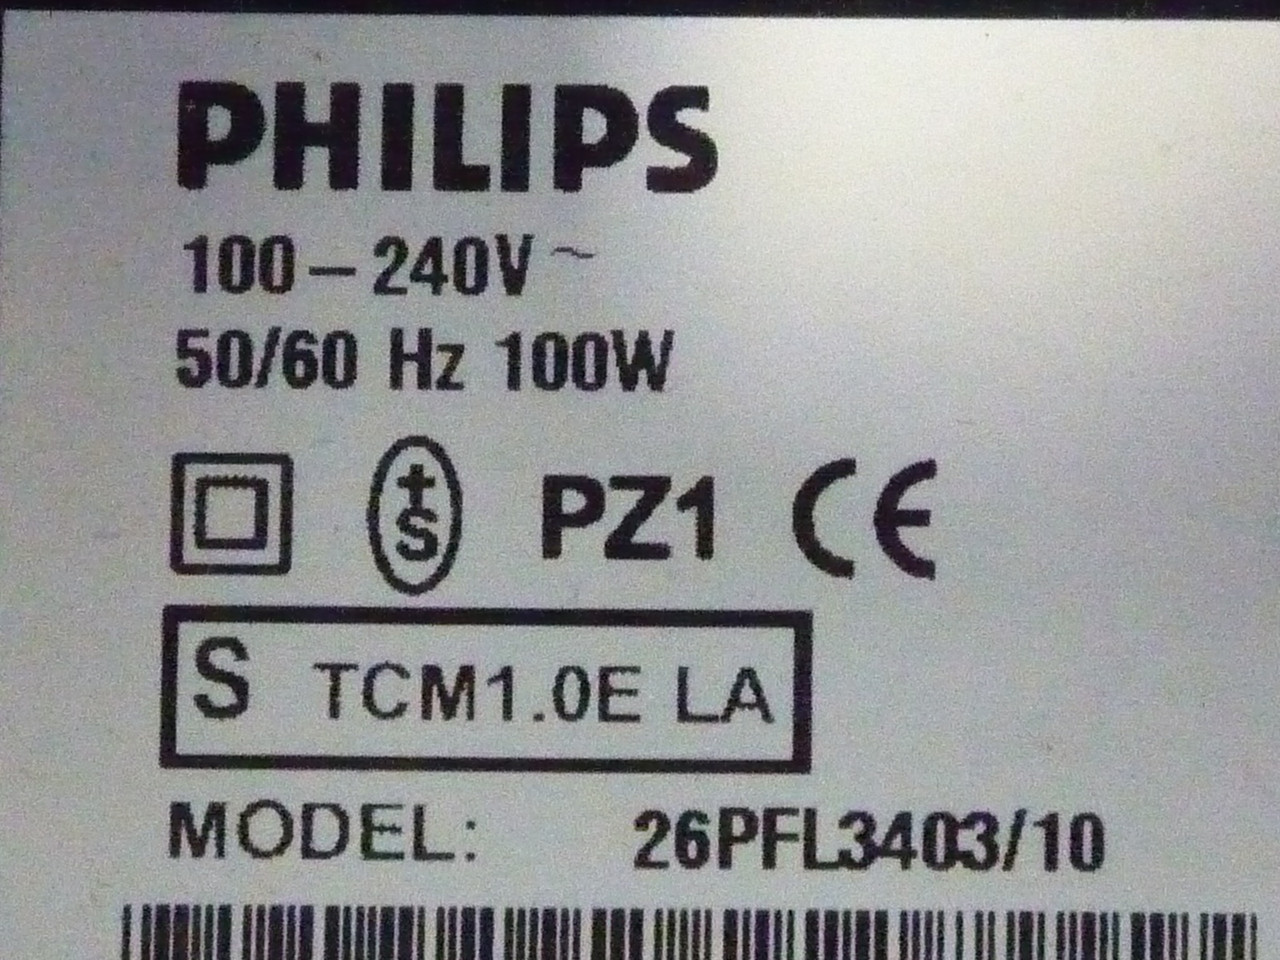 PHILIPS
100-240V~
50/60 Hz 100W
+S PZ1 CE
S TCM1.0E LA
MODEL: 26PFL3403/10